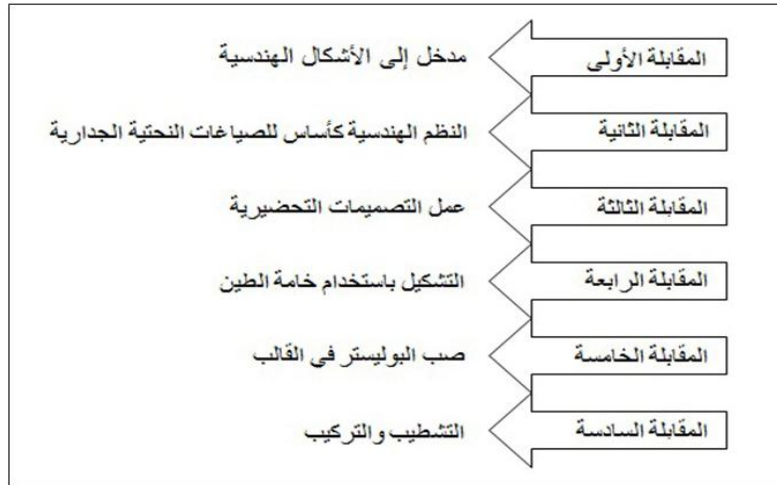 المقابلة الأولى مدخل إلى الأشكال الهندسية
المقابلة الثانية النظم الهندسية كأساس للصياغات النحتية الجدارية
المقابلة الثالثة عمل التصميمات التحضيرية
المقابلة الرابعة التشكيل باستخدام خامة الطين
المقابلة الخامسة صب البوليستر في القالب
المقابلة السادسة التشطيب والتركيب